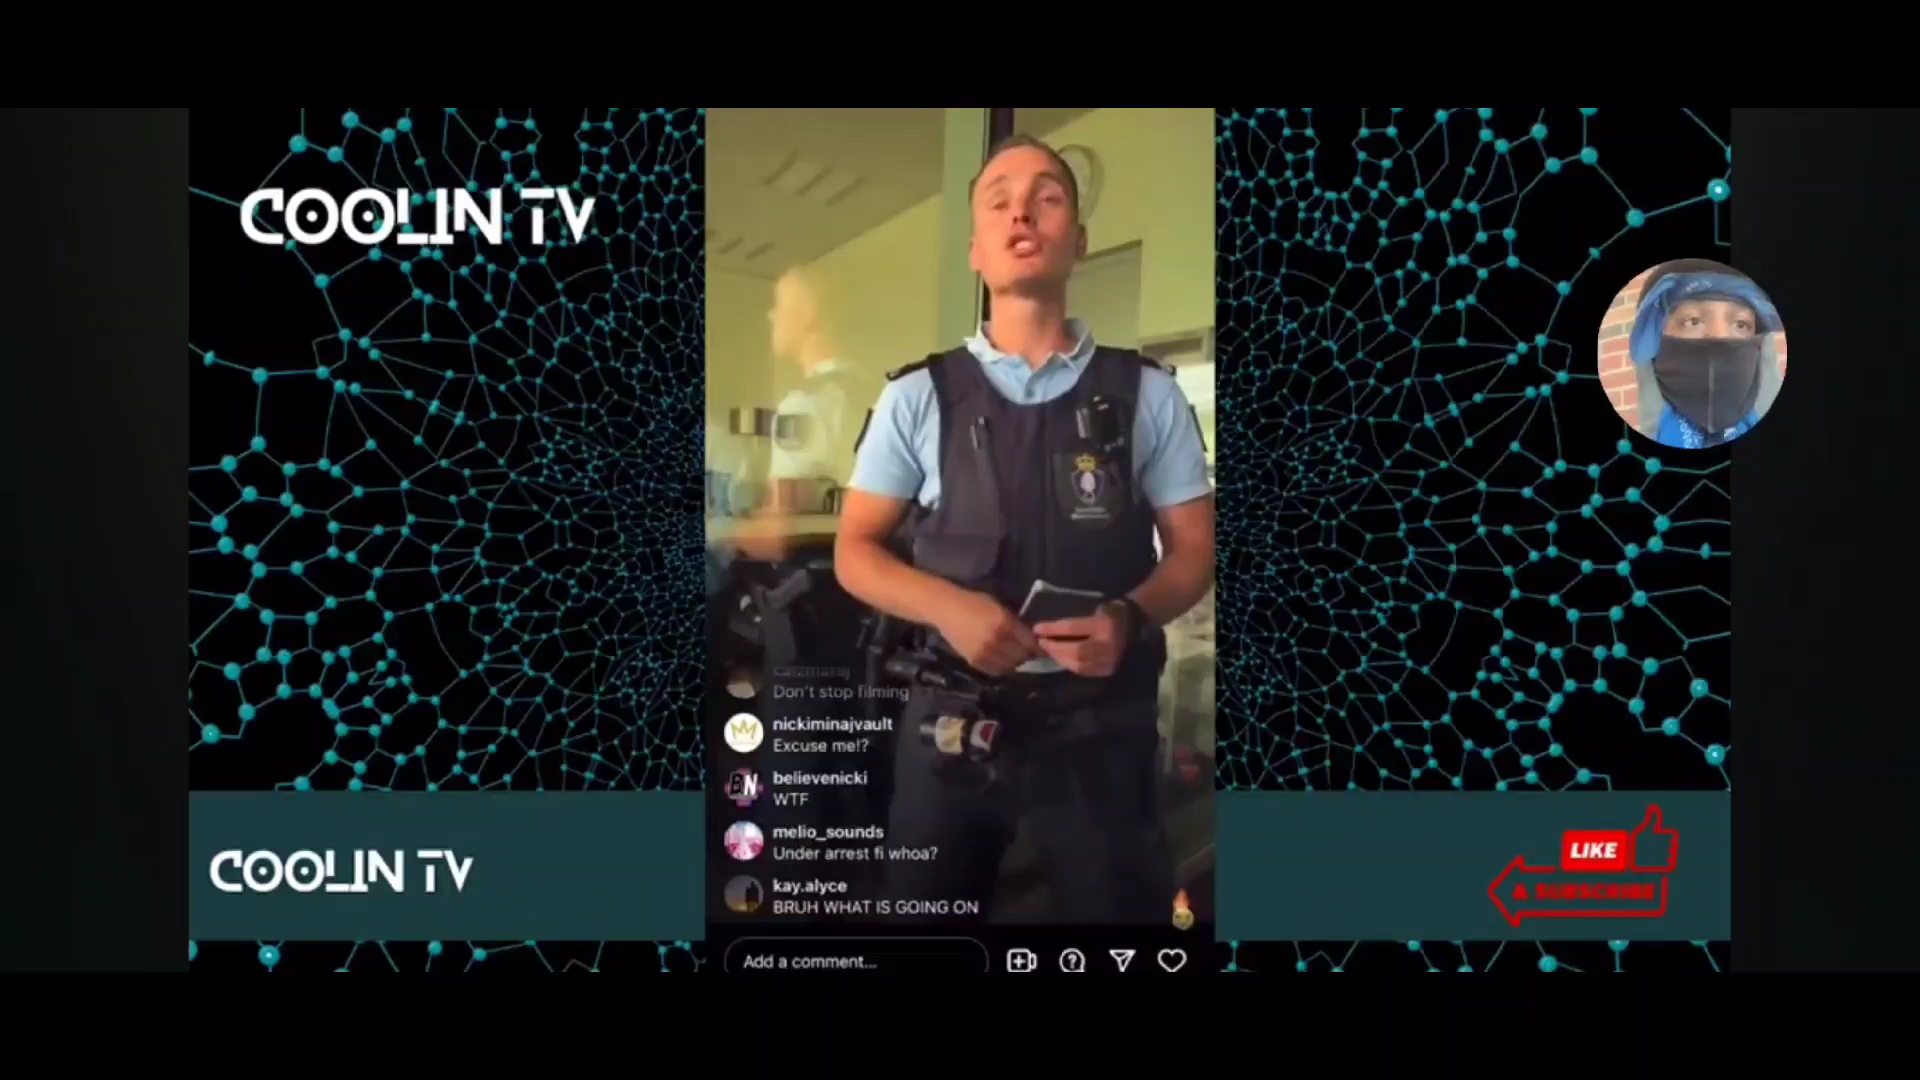 COOLIN TV
Don't stop filming
nickiminajvault
Excuse me!?
believenicki
WTF
melio_sounds
Under arrest fi whoa?
kay.alyce
BRUH WHAT IS GOING ON
Add a comment...
COOLIN TV
LIKE
& SUBSCRIBE
BN